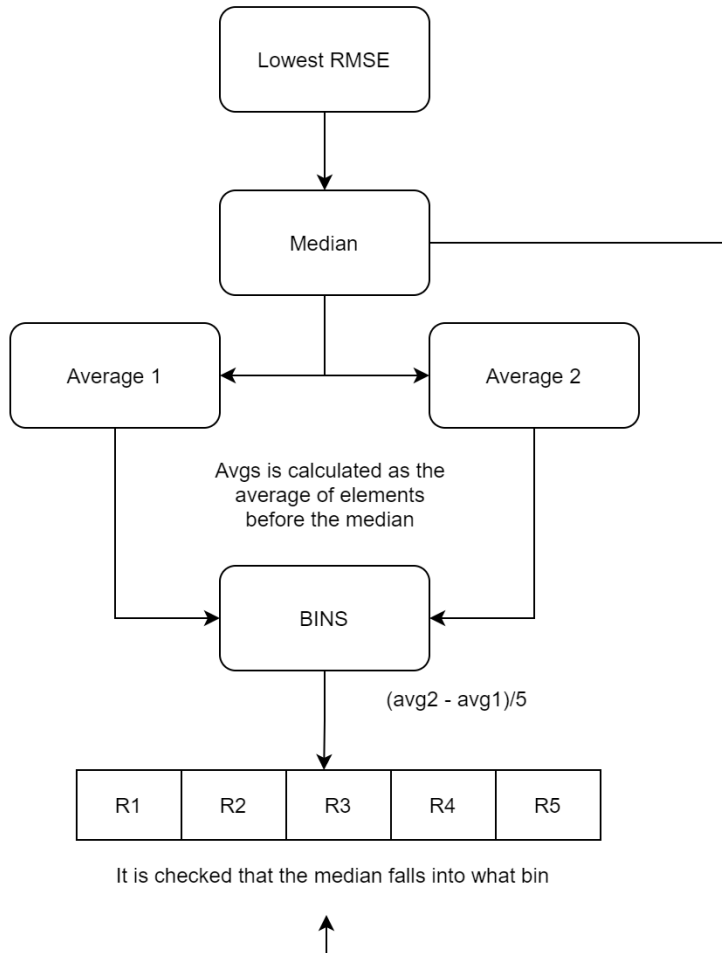 Lowest RMSE
Median
Average 1
Average 2
Avgs is calculated as the
average of elements
before the median
BINS
(avg2 - avg1)/5
R1 R2 R3 R4 R5
It is checked that the median falls into what bin